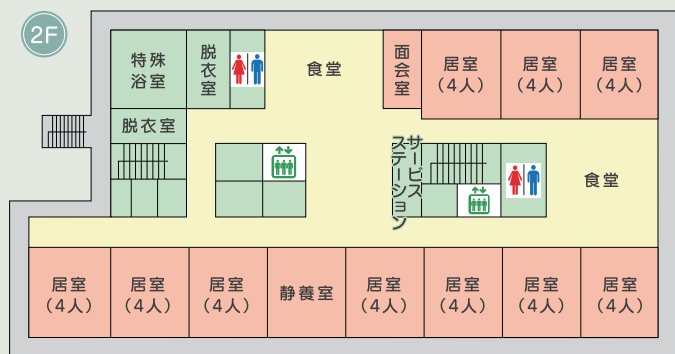 2F
特殊
浴室
脱衣室
食堂
面会室
居室
（4人）
居室
（4人）
居室
（4人）
脱衣室
サービス
ステーション
食堂
居室
（4人）
居室
（4人）
居室
（4人）
静養室
居室
（4人）
居室
（4人）
居室
（4人）
居室
（4人）